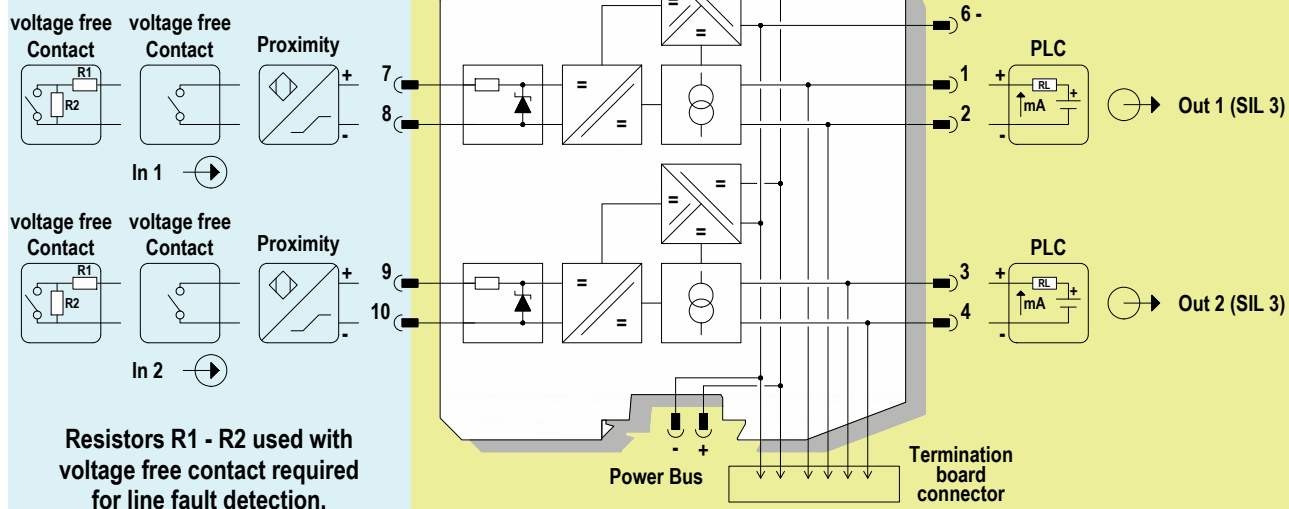 6 -
voltage free
Contact
voltage free
Contact
Proximity
PLC
R1
R2
+
-
7
8
=
=
=
=
1
2
+
-
RL
mA
+
Out 1 (SIL 3)
In 1
=
=
=
voltage free
Contact
voltage free
Contact
Proximity
PLC
R1
R2
+
-
9
10
=
=
3
4
+
-
RL
mA
+
Out 2 (SIL 3)
In 2
Resistors R1 - R2 used with
voltage free contact required
for line fault detection.
- +
Power Bus
Termination
board
connector